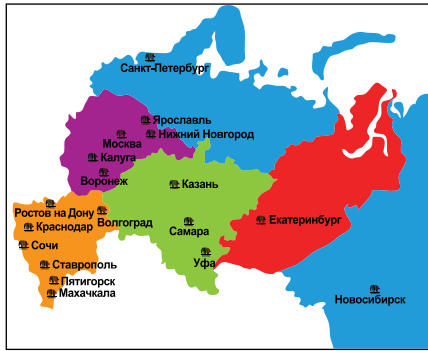 Санкт-Петербург
Ярославль
Нижний Новгород
Москва
Калуга
Воронеж
Казань
Ростов на Дону
Волгоград
Краснодар
Самара
Екатеринбург
Сочи
Уфа
Ставрополь
Пятигорск
Махачкала
Новосибирск